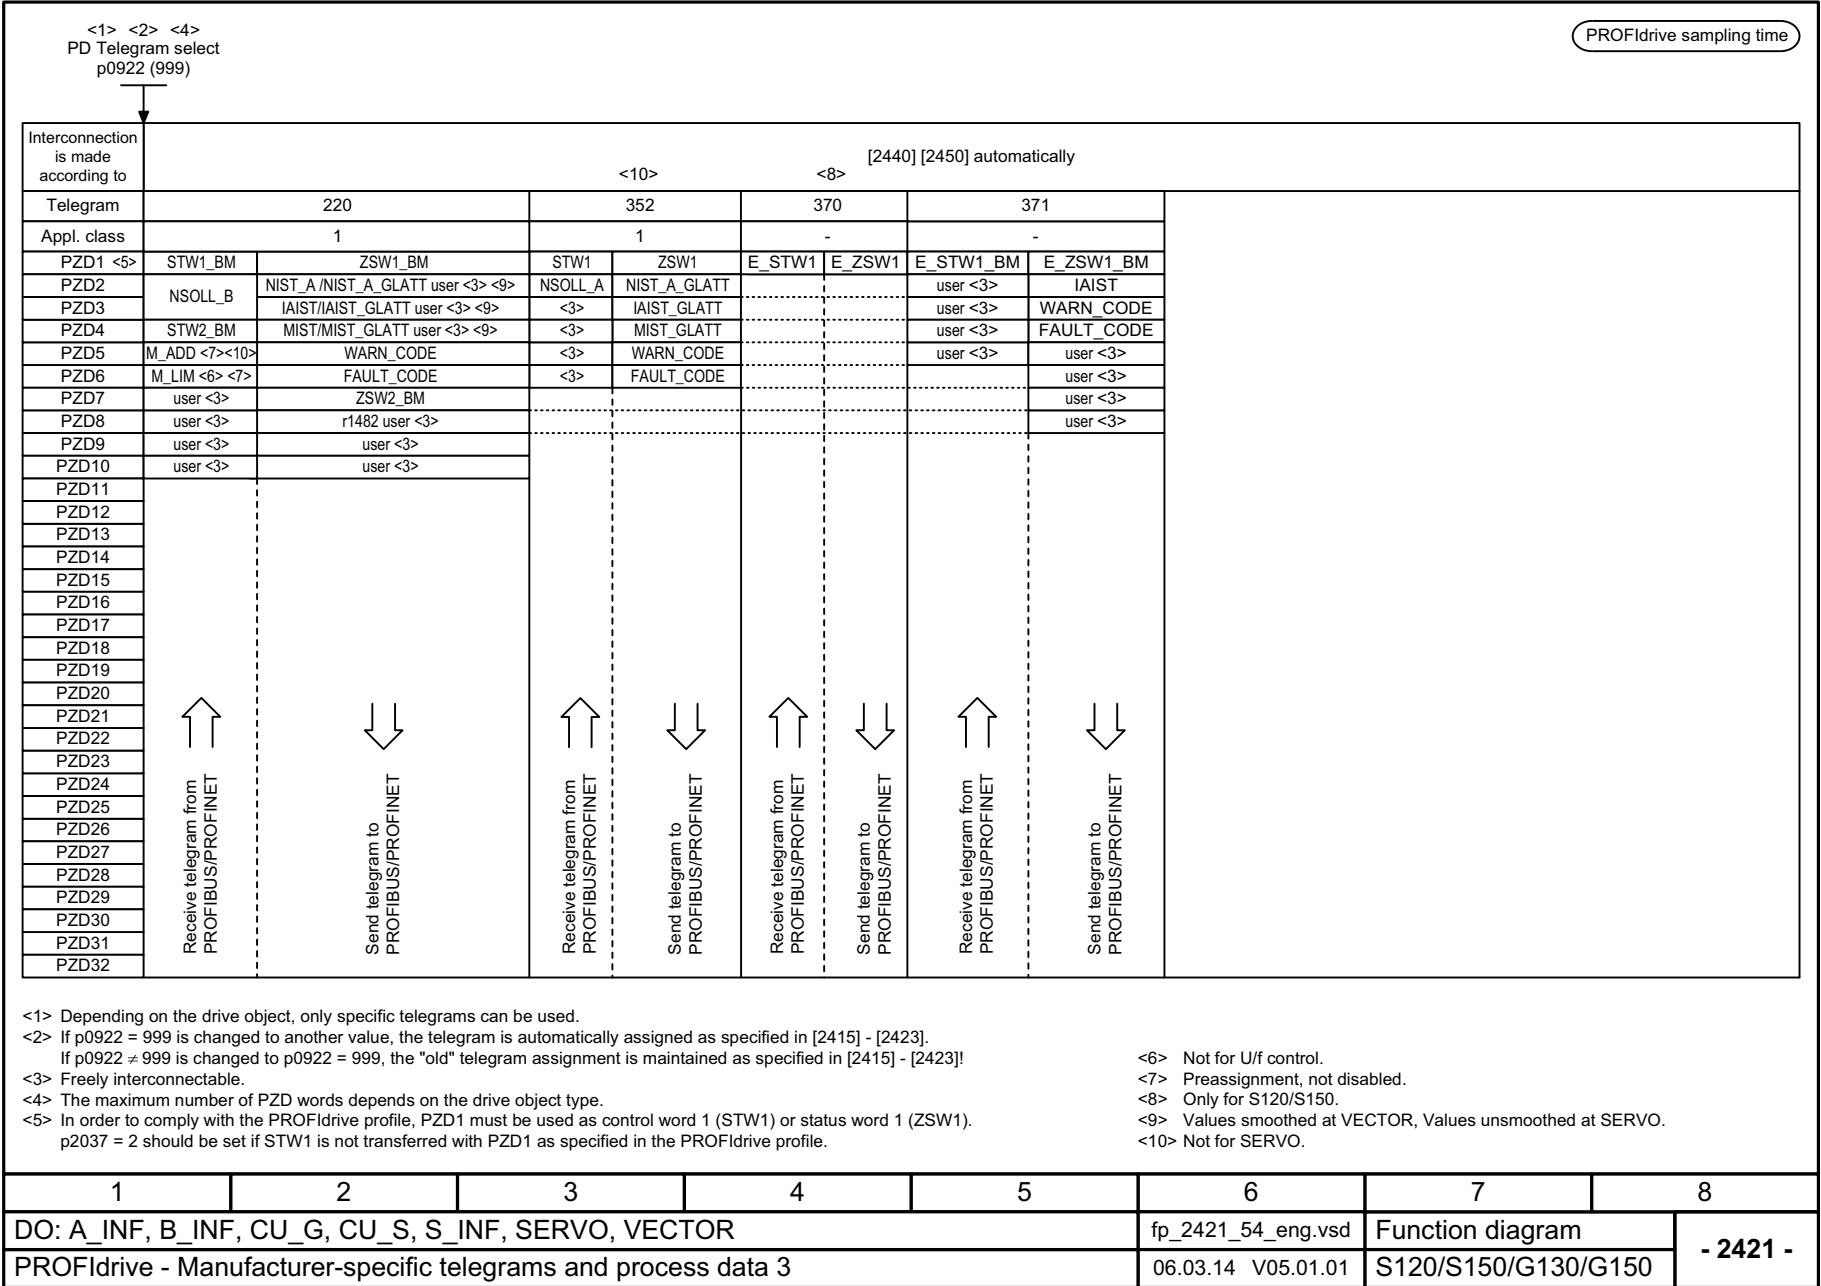 <1> <2> <4>
PD Telegram select
p0922 (999)
PROFIdrive sampling time
Interconnection
is made
according to
[2440] [2450] automatically
<10> <8>
Telegram 220 352 370 371
Appl. class 1 1 - -
PZD1 <5> STW1_BM ZSW1_BM STW1 ZSW1 E_STW1 E_ZSW1 E_STW1_BM E_ZSW1_BM
PZD2 NSOLL_B NIST_A /NIST_A_GLATT user <3> <9> NSOLL_A NIST_A_GLATT user <3> IAIST
PZD3 IAIST/IAIST_GLATT user <3> <9> <3> IAIST_GLATT user <3> WARN_CODE
PZD4 STW2_BM MIST/MIST_GLATT user <3> <9> <3> MIST_GLATT user <3> FAULT_CODE
PZD5 M_ADD <7><10> WARN_CODE <3> WARN_CODE user <3> user <3>
PZD6 M_LIM <6> <7> FAULT_CODE <3> FAULT_CODE user <3>
PZD7 user <3> ZSW2_BM user <3>
PZD8 user <3> r1482 user <3> user <3>
PZD9 user <3> user <3>
PZD10 user <3> user <3>
PZD11
PZD12
PZD13
PZD14
PZD15
PZD16
PZD17
PZD18
PZD19
PZD20
PZD21
PZD22
PZD23
PZD24
PZD25
PZD26
PZD27
PZD28
PZD29
PZD30
PZD31
PZD32
Receive telegram from
PROFIBUS/PROFINET
Send telegram to
PROFIBUS/PROFINET
Receive telegram from
PROFIBUS/PROFINET
Send telegram to
PROFIBUS/PROFINET
Receive telegram from
PROFIBUS/PROFINET
Send telegram to
PROFIBUS/PROFINET
Receive telegram from
PROFIBUS/PROFINET
Send telegram to
PROFIBUS/PROFINET
<1> Depending on the drive object, only specific telegrams can be used.
<2> If p0922 = 999 is changed to another value, the telegram is automatically assigned as specified in [2415] - [2423].
If p0922 ≠ 999 is changed to p0922 = 999, the "old" telegram assignment is maintained as specified in [2415] - [2423]!
<3> Freely interconnectable.
<4> The maximum number of PZD words depends on the drive object type.
<5> In order to comply with the PROFIdrive profile, PZD1 must be used as control word 1 (STW1) or status word 1 (ZSW1).
p2037 = 2 should be set if STW1 is not transferred with PZD1 as specified in the PROFIdrive profile.
<6> Not for U/f control.
<7> Preassignment, not disabled.
<8> Only for S120/S150.
<9> Values smoothed at VECTOR, Values unsmoothed at SERVO.
<10> Not for SERVO.
1 2 3 4 5 6 7 8
DO: A_INF, B_INF, CU_G, CU_S, S_INF, SERVO, VECTOR fp_2421_54_eng.vsd Function diagram
- 2421 -
PROFIdrive - Manufacturer-specific telegrams and process data 3 06.03.14 V05.01.01 S120/S150/G130/G150